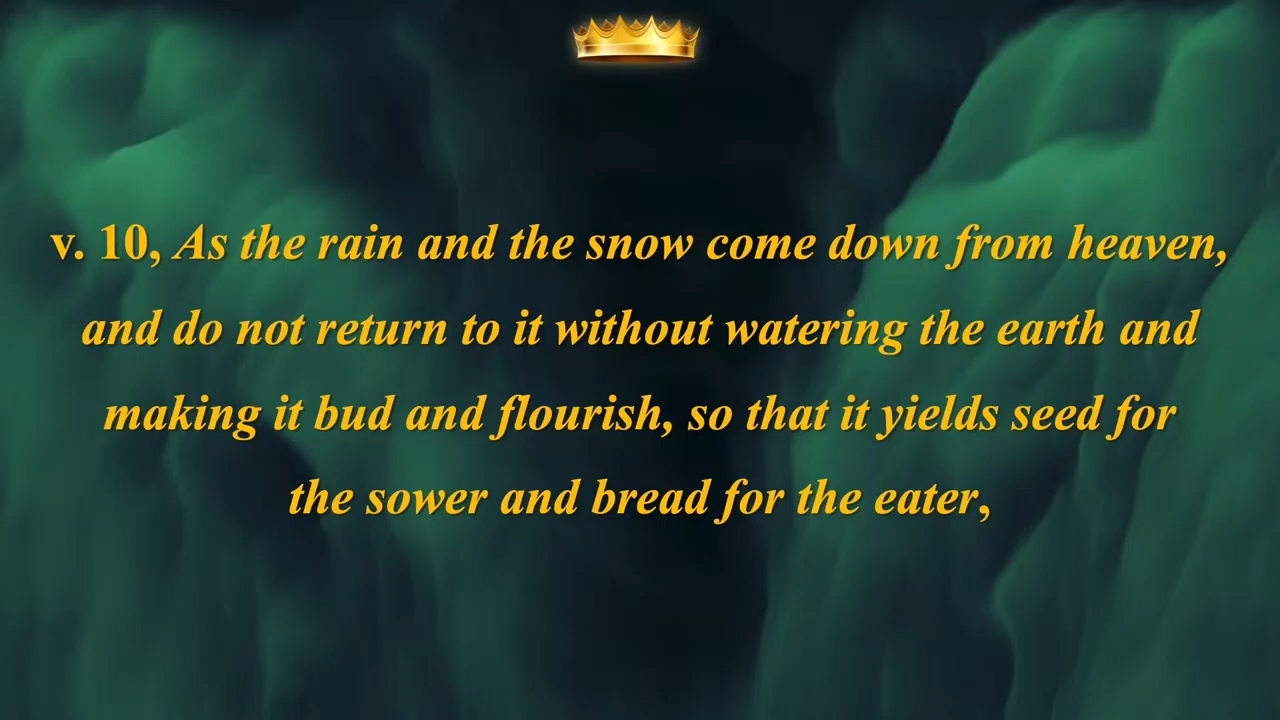 v. 10, As the rain and the snow come down from heaven,
and do not return to it without watering the earth and
making it bud and flourish, so that it yields seed for
the sower and bread for the eater,